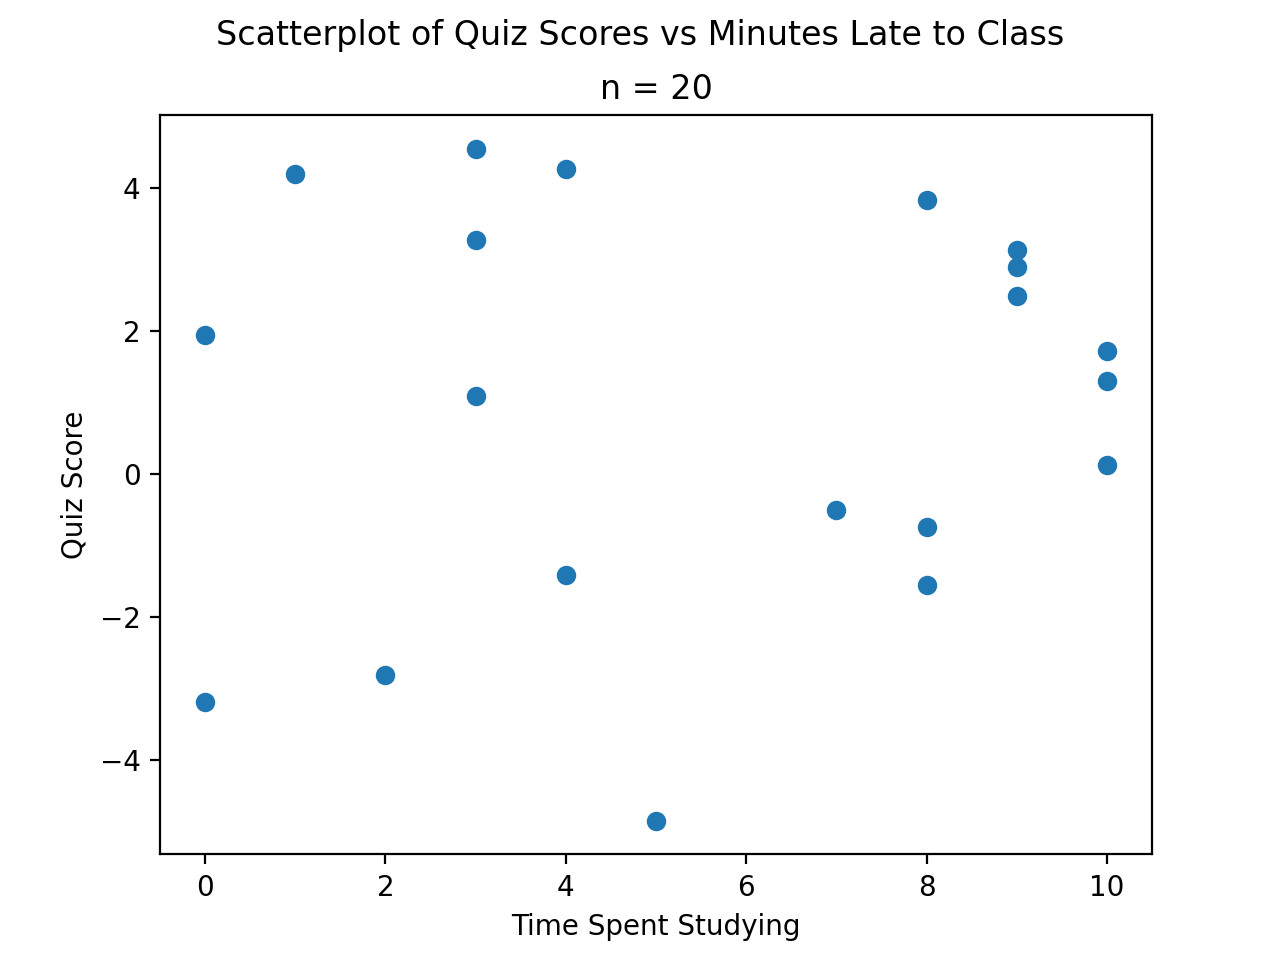 Scatterplot of Quiz Scores vs Minutes Late to Class
n = 20
4
2
0
−2
−4
Quiz Score
0 2 4 6 8 10
Time Spent Studying